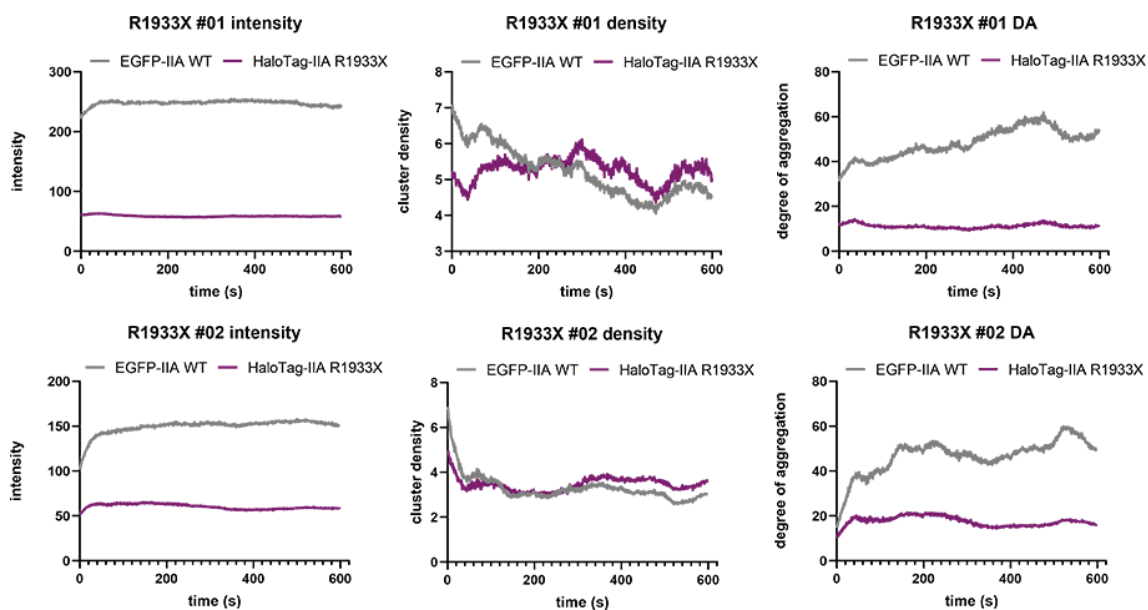 R1933X #01 intensity
EGFP-IIA WT HaloTag-IIA R1933X
300
200
100
0
intensity
0 200 400 600
time (s)
R1933X #01 density
EGFP-IIA WT HaloTag-IIA R1933X
8
7
6
5
4
3
cluster density
0 200 400 600
time (s)
R1933X #01 DA
EGFP-IIA WT HaloTag-IIA R1933X
80
60
40
20
0
degree of aggregation
0 200 400 600
time (s)
R1933X #02 intensity
EGFP-IIA WT HaloTag-IIA R1933X
200
150
100
50
0
intensity
0 200 400 600
time (s)
R1933X #02 density
EGFP-IIA WT HaloTag-IIA R1933X
8
6
4
2
0
cluster density
0 200 400 600
time (s)
R1933X #02 DA
EGFP-IIA WT HaloTag-IIA R1933X
80
60
40
20
0
degree of aggregation
0 200 400 600
time (s)